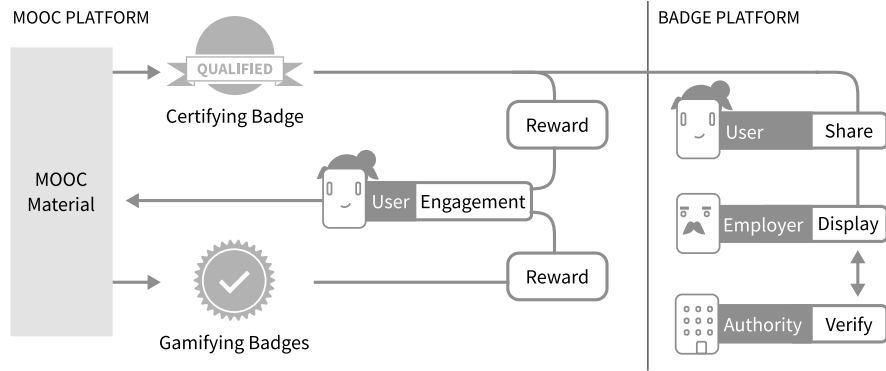 MOOC PLATFORM
BADGE PLATFORM
QUALIFIED
Certifying Badge
Reward
User Share
MOOC
Material
User Engagement
Employer Display
Reward
Authority Verify
Gamifying Badges